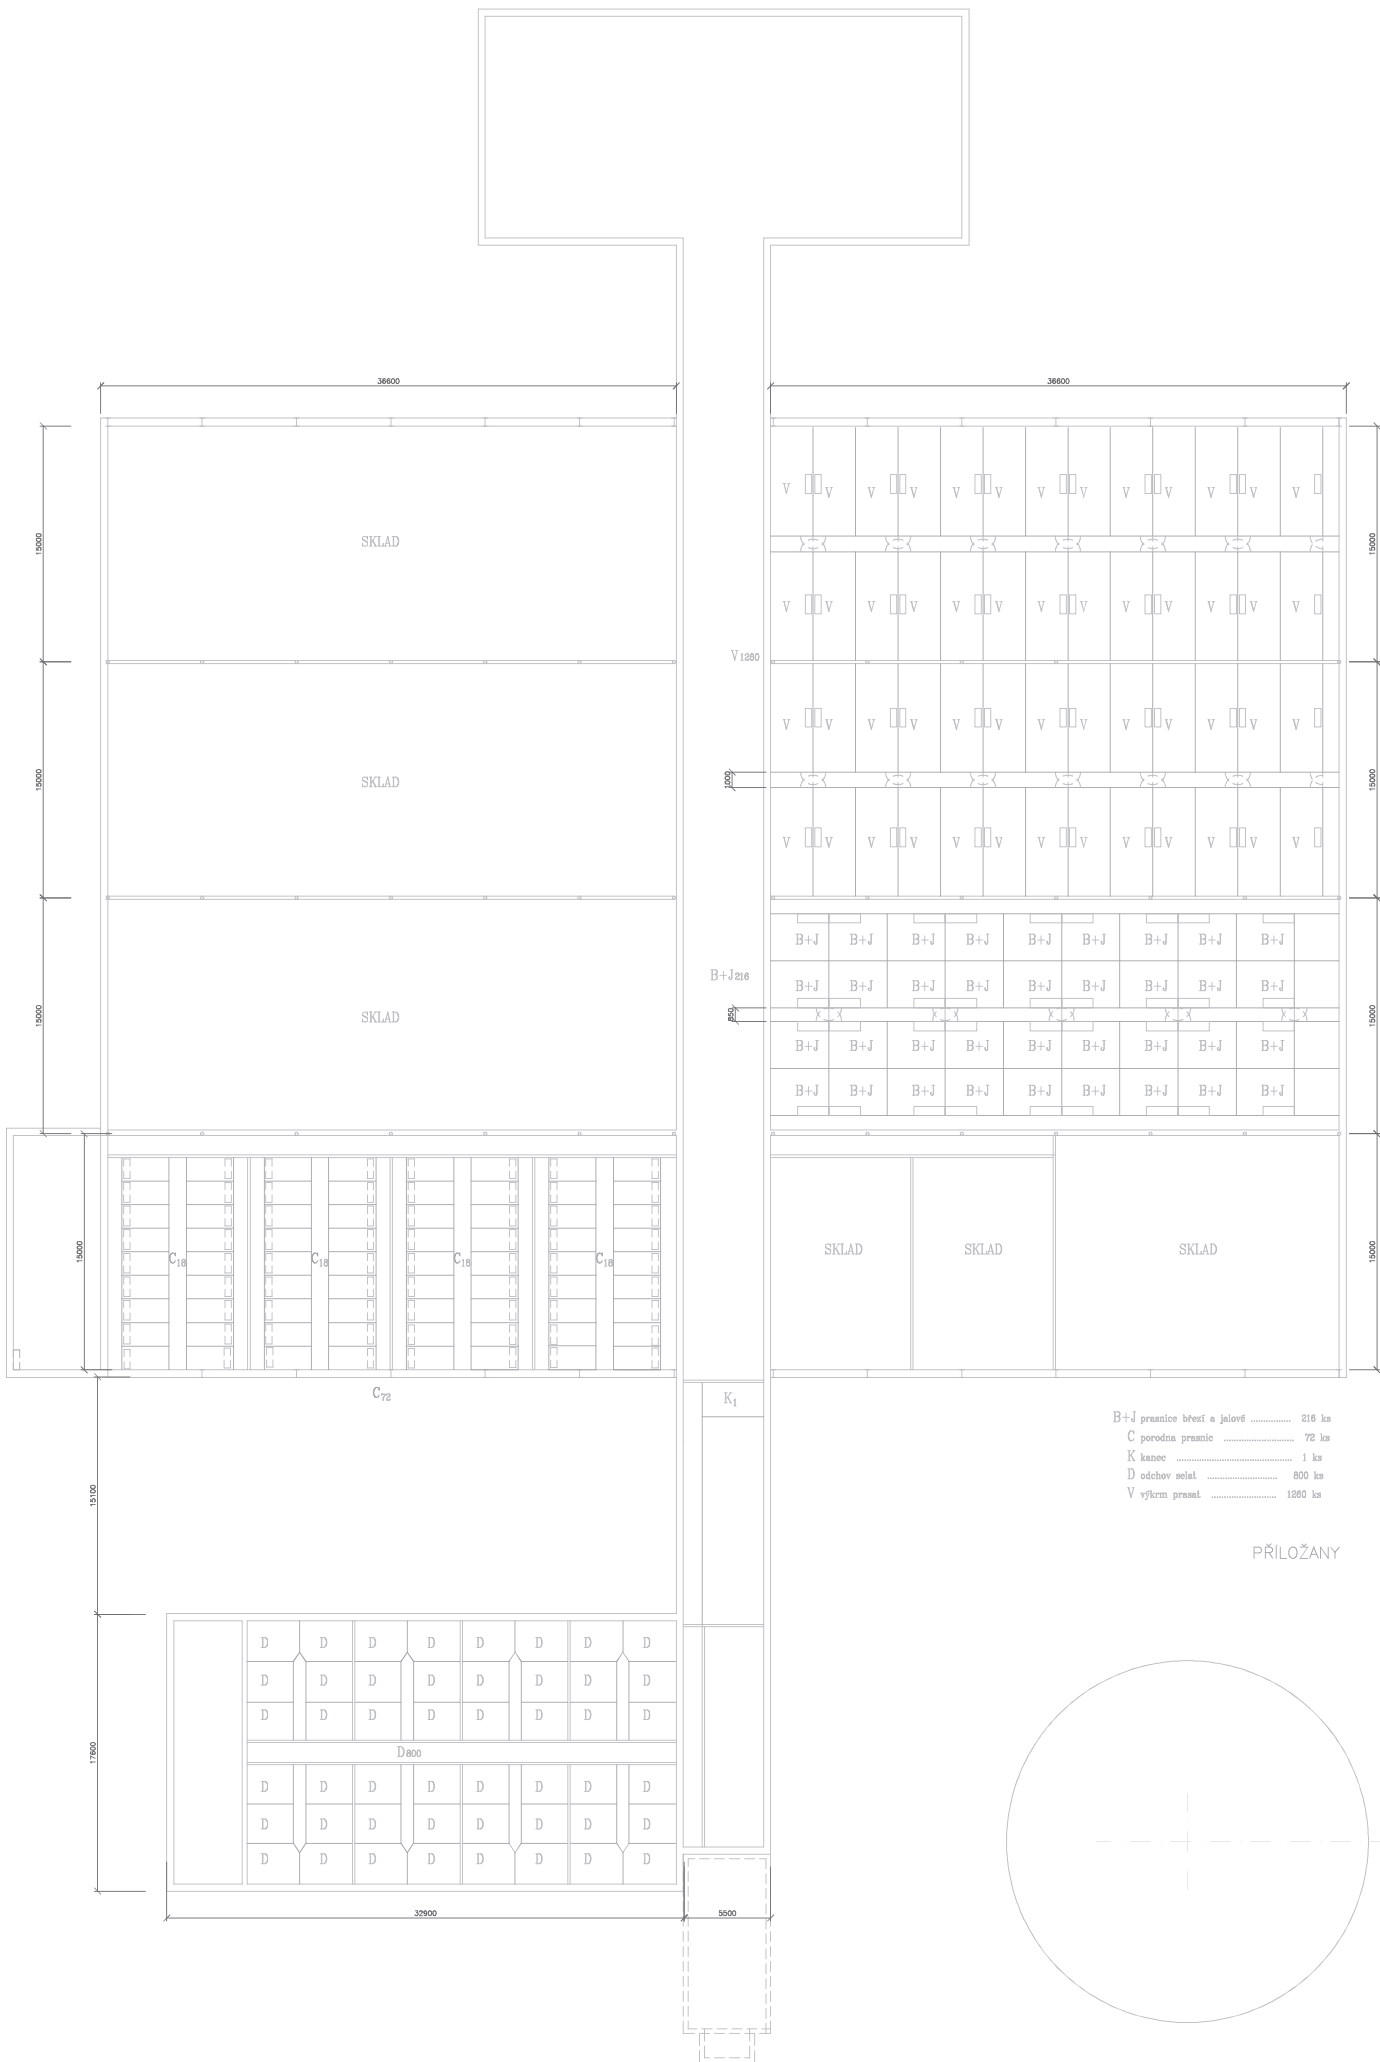 36600 36600
V V V V V V V V V V V V V
15000 SKLAD 15000
V V V V V V V V V V V V V
V1260
V V V V V V V V V V V V V
15000 SKLAD 1000 15000
V V V V V V V V V V V V V
B+J B+J B+J B+J B+J B+J B+J B+J B+J
B+J216
B+J B+J B+J B+J B+J B+J B+J B+J B+J
15000 SKLAD 850 15000
B+J B+J B+J B+J B+J B+J B+J B+J B+J
B+J B+J B+J B+J B+J B+J B+J B+J B+J
15000 C18 C18 C18 C18 SKLAD SKLAD SKLAD 15000
C72 K1
B+J prasnice březí a jalové ................ 216 ks
C porodna prasnic ............................ 72 ks
K kanec .............................................. 1 ks
D odchov selat ............................ 800 ks
V výkrm prasat .......................... 1260 ks
15100
PŘÍLOŽANY
D D D D D D D D
D D D D D D D D
D D D D D D D D
17600 D800
D D D D D D D D
D D D D D D D D
D D D D D D D D
32900 5500